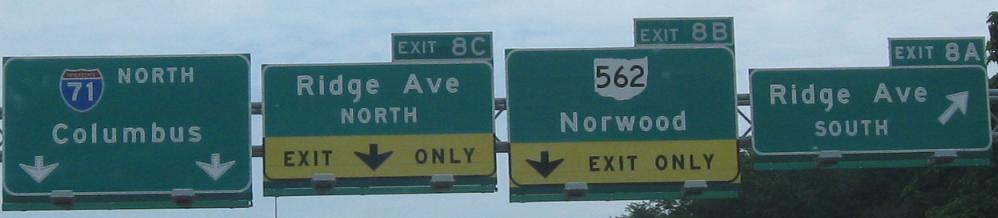 INTERSTATE
71 NORTH
Columbus
EXIT 8C
Ridge Ave
NORTH
EXIT ONLY
EXIT 8B
562
Norwood
EXIT ONLY
EXIT 8A
Ridge Ave
SOUTH